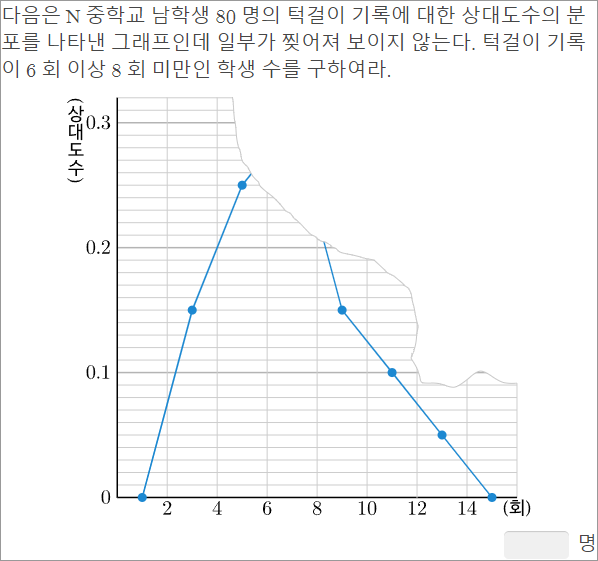 다음은 N 중학교 남학생 80 명의 턱걸이 기록에 대한 상대도수의 분
포를 나타낸 그래프인데 일부가 찢어져 보이지 않는다. 턱걸이 기록
이 6 회 이상 8 회 미만인 학생 수를 구하여라.
(상대도수)
0.3
0.2
0.1
0
2 4 6 8 10 12 14 (회)
명